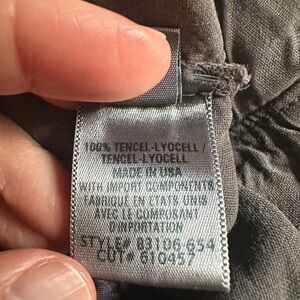 100% TENCEL-LYOCELL /
TENCEL-LYOCELL
MADE IN USA
WITH IMPORT COMPONENTS
FABRIQUÉ EN ETATS UNIS
AVEC LE COMPOSANT
D'IMPORTATION
STYLE# 83106-654
CUT# 610457